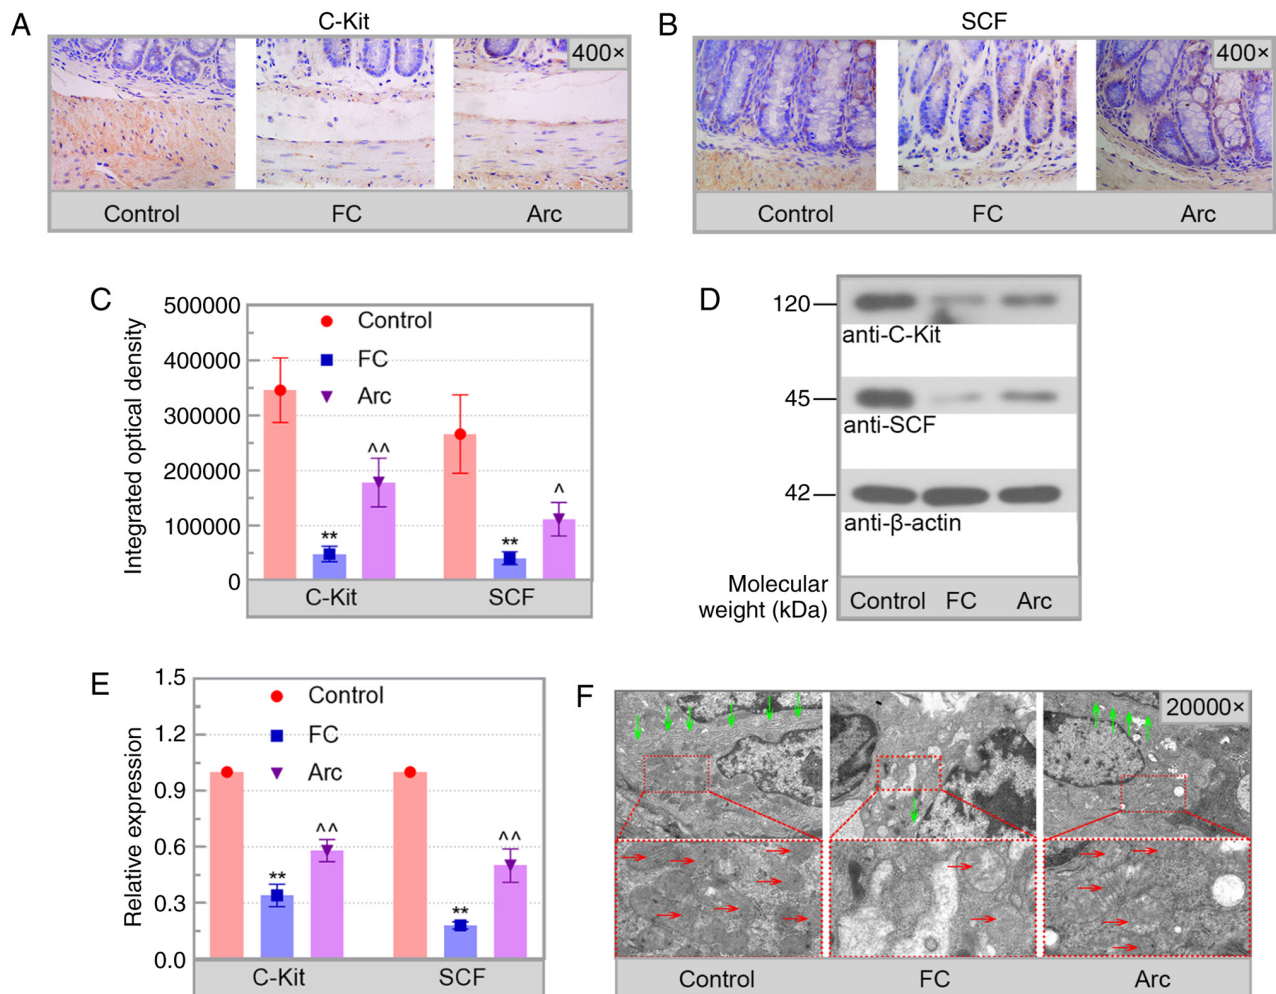 A
C-Kit
400×
Control FC Arc
B
SCF
400×
Control FC Arc
C
Integrated optical density
500000
400000
300000
200000
100000
0
Control
FC
Arc
**
^^
**
^
C-Kit SCF
D
120
anti-C-Kit
45
anti-SCF
42
anti-β-actin
Molecular
weight (kDa)
Control FC Arc
E
Relative expression
1.5
1.2
0.9
0.6
0.3
0.0
Control
FC
Arc
**
^^
**
^^
C-Kit SCF
F
20000×
Control FC Arc